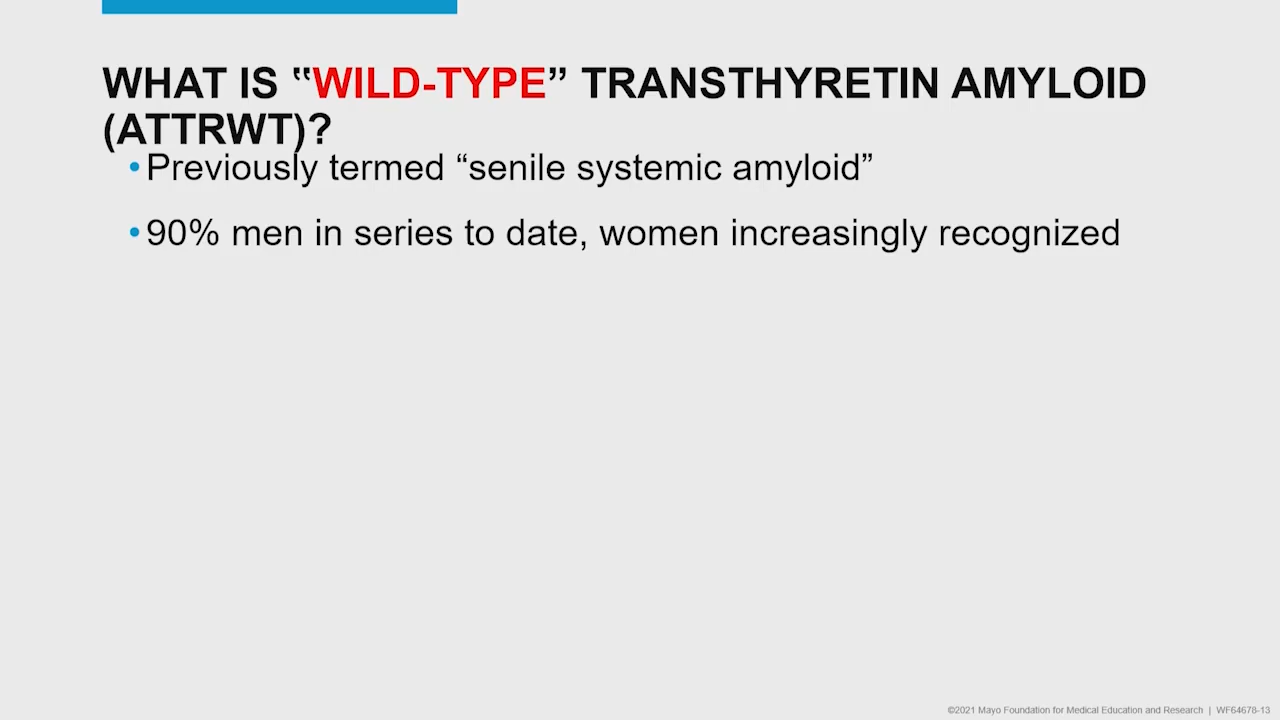 WHAT IS “WILD-TYPE” TRANSTHYRETIN AMYLOID
(ATTRWT)?
•Previously termed “senile systemic amyloid”
•90% men in series to date, women increasingly recognized
©2021 Mayo Foundation for Medical Education and Research | WF64678-13